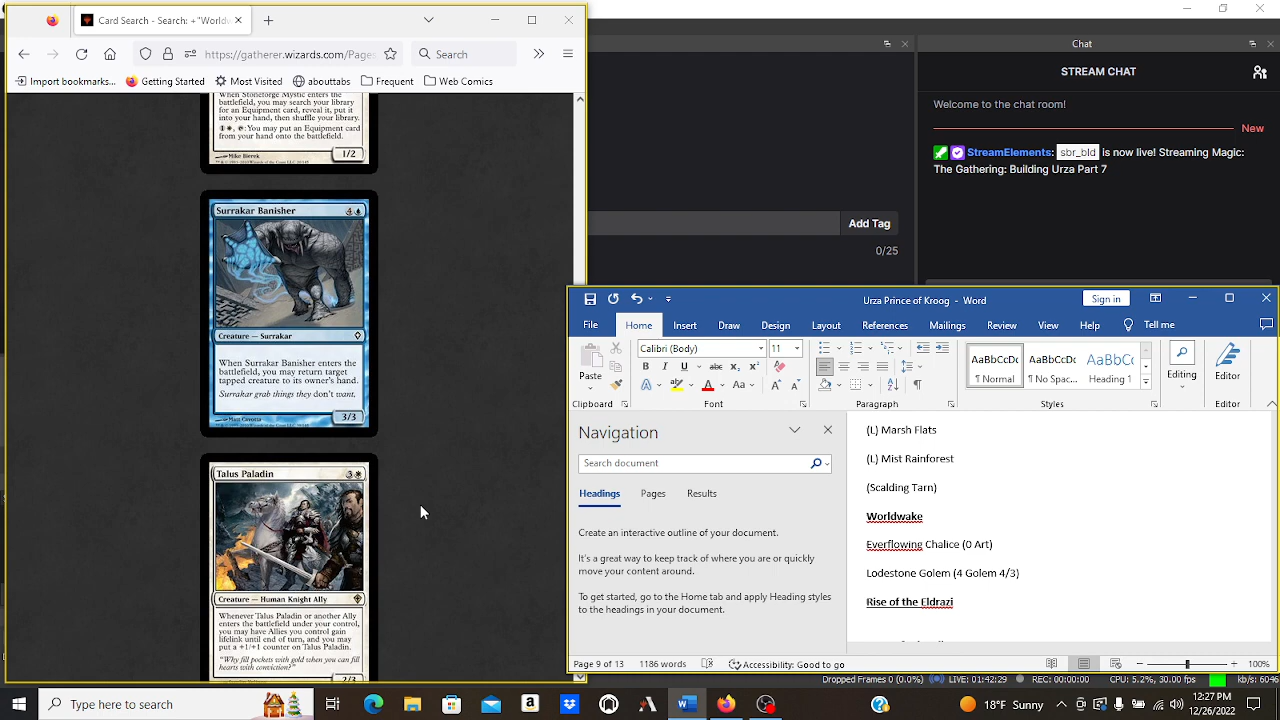 Card Search - Search: +"Worldw
https://gatherer.wizards.com/Pages
Search
Import bookmarks...
Getting Started
Most Visited
abouttabs
Frequent
Web Comics
When Stoneforge Mystic enters the
battlefield, you may search your library
for an Equipment card, reveal it, put it
into your hand, then shuffle your library.
You may put an Equipment card
from your hand onto the battlefield.
Mike Bierek
1/2
Surrakar Banisher
4
Creature — Surrakar
When Surrakar Banisher enters the
battlefield, you may return target
tapped creature to its owner's hand.
Surrakar grab things they don't want.
Matt Cavotta
3/3
Talus Paladin
3
Creature — Human Knight Ally
Whenever Talus Paladin or another Ally
enters the battlefield under your control,
you may have Allies you control gain
lifelink until end of turn, and you may
put a +1/+1 counter on Talus Paladin.
"Why fill pockets with gold when you can fill
hearts with conviction?"
2/3
Chat
STREAM CHAT
Welcome to the chat room!
New
StreamElements: sbr_bld is now live! Streaming Magic:
The Gathering: Building Urza Part 7
Add Tag
0/25
Urza Prince of Kroog - Word
Sign in
File
Home
Insert
Draw
Design
Layout
References
Mailings
Review
View
Help
Tell me
Paste
Calibri (Body)
11
B I U ab x₂ x²
A A Aa A A
AaBbCcDc
AaBbCcDc
AaBbCc
¶ Normal
¶ No Spac...
Heading 1
Editing
Editor
Clipboard
Font
Paragraph
Styles
Editor
Navigation
Search document
Headings
Pages
Results
Create an interactive outline of your document.
It's a great way to keep track of where you are or quickly
move your content around.
To get started, go to the Home tab and apply Heading styles
to the headings in your document.
(L) Marsh Flats
(L) Mist Rainforest
(Scalding Tarn)
Worldwake
Everflowing Chalice (0 Art)
Lodestone Golem (4 Golem 4/3)
Rise of the Eldrazi
Page 9 of 13
1186 words
Accessibility: Good to go
100%
Dropped Frames 0 (0.0%)
LIVE: 01:42:29
REC: 00:00:00
CPU: 5.2%, 30.00 fps
kb/s: 6046
Type here to search
18°F Sunny
12:27 PM
12/26/2022